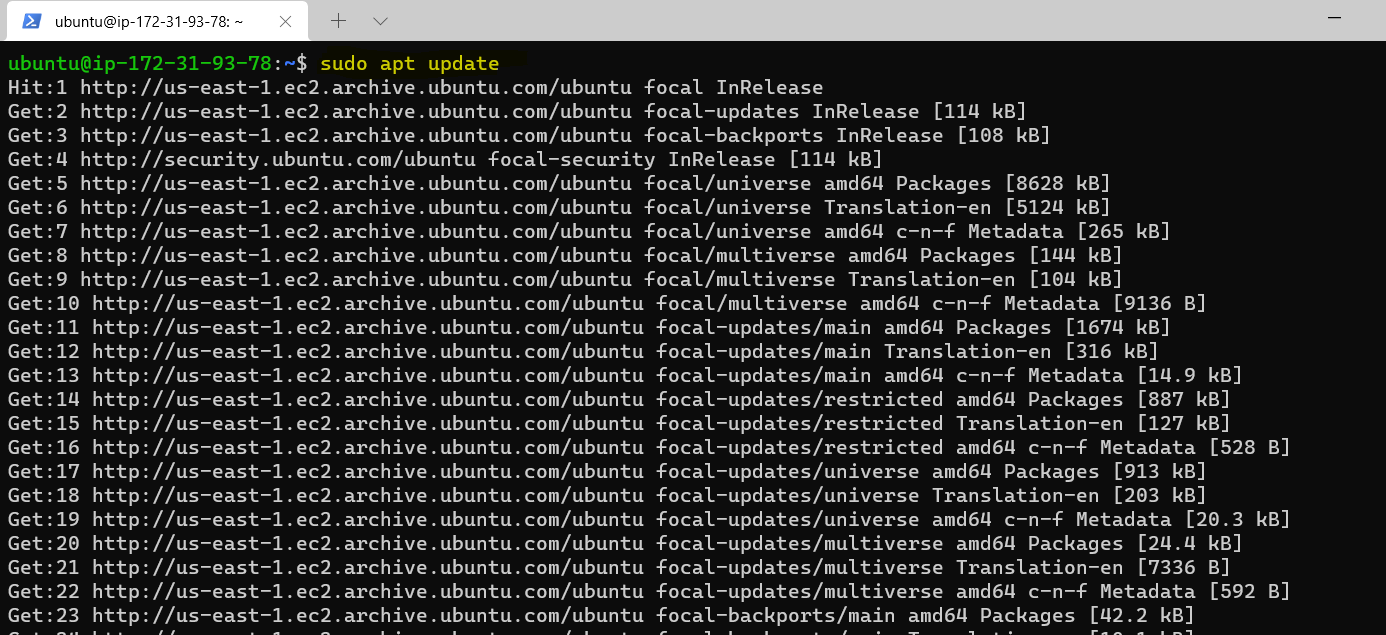 ubuntu@ip-172-31-93-78: ~
ubuntu@ip-172-31-93-78:~$ sudo apt update
Hit:1 http://us-east-1.ec2.archive.ubuntu.com/ubuntu focal InRelease
Get:2 http://us-east-1.ec2.archive.ubuntu.com/ubuntu focal-updates InRelease [114 kB]
Get:3 http://us-east-1.ec2.archive.ubuntu.com/ubuntu focal-backports InRelease [108 kB]
Get:4 http://security.ubuntu.com/ubuntu focal-security InRelease [114 kB]
Get:5 http://us-east-1.ec2.archive.ubuntu.com/ubuntu focal/universe amd64 Packages [8628 kB]
Get:6 http://us-east-1.ec2.archive.ubuntu.com/ubuntu focal/universe Translation-en [5124 kB]
Get:7 http://us-east-1.ec2.archive.ubuntu.com/ubuntu focal/universe amd64 c-n-f Metadata [265 kB]
Get:8 http://us-east-1.ec2.archive.ubuntu.com/ubuntu focal/multiverse amd64 Packages [144 kB]
Get:9 http://us-east-1.ec2.archive.ubuntu.com/ubuntu focal/multiverse Translation-en [104 kB]
Get:10 http://us-east-1.ec2.archive.ubuntu.com/ubuntu focal/multiverse amd64 c-n-f Metadata [9136 B]
Get:11 http://us-east-1.ec2.archive.ubuntu.com/ubuntu focal-updates/main amd64 Packages [1674 kB]
Get:12 http://us-east-1.ec2.archive.ubuntu.com/ubuntu focal-updates/main Translation-en [316 kB]
Get:13 http://us-east-1.ec2.archive.ubuntu.com/ubuntu focal-updates/main amd64 c-n-f Metadata [14.9 kB]
Get:14 http://us-east-1.ec2.archive.ubuntu.com/ubuntu focal-updates/restricted amd64 Packages [887 kB]
Get:15 http://us-east-1.ec2.archive.ubuntu.com/ubuntu focal-updates/restricted Translation-en [127 kB]
Get:16 http://us-east-1.ec2.archive.ubuntu.com/ubuntu focal-updates/restricted amd64 c-n-f Metadata [528 B]
Get:17 http://us-east-1.ec2.archive.ubuntu.com/ubuntu focal-updates/universe amd64 Packages [913 kB]
Get:18 http://us-east-1.ec2.archive.ubuntu.com/ubuntu focal-updates/universe Translation-en [203 kB]
Get:19 http://us-east-1.ec2.archive.ubuntu.com/ubuntu focal-updates/universe amd64 c-n-f Metadata [20.3 kB]
Get:20 http://us-east-1.ec2.archive.ubuntu.com/ubuntu focal-updates/multiverse amd64 Packages [24.4 kB]
Get:21 http://us-east-1.ec2.archive.ubuntu.com/ubuntu focal-updates/multiverse Translation-en [7336 B]
Get:22 http://us-east-1.ec2.archive.ubuntu.com/ubuntu focal-updates/multiverse amd64 c-n-f Metadata [592 B]
Get:23 http://us-east-1.ec2.archive.ubuntu.com/ubuntu focal-backports/main amd64 Packages [42.2 kB]